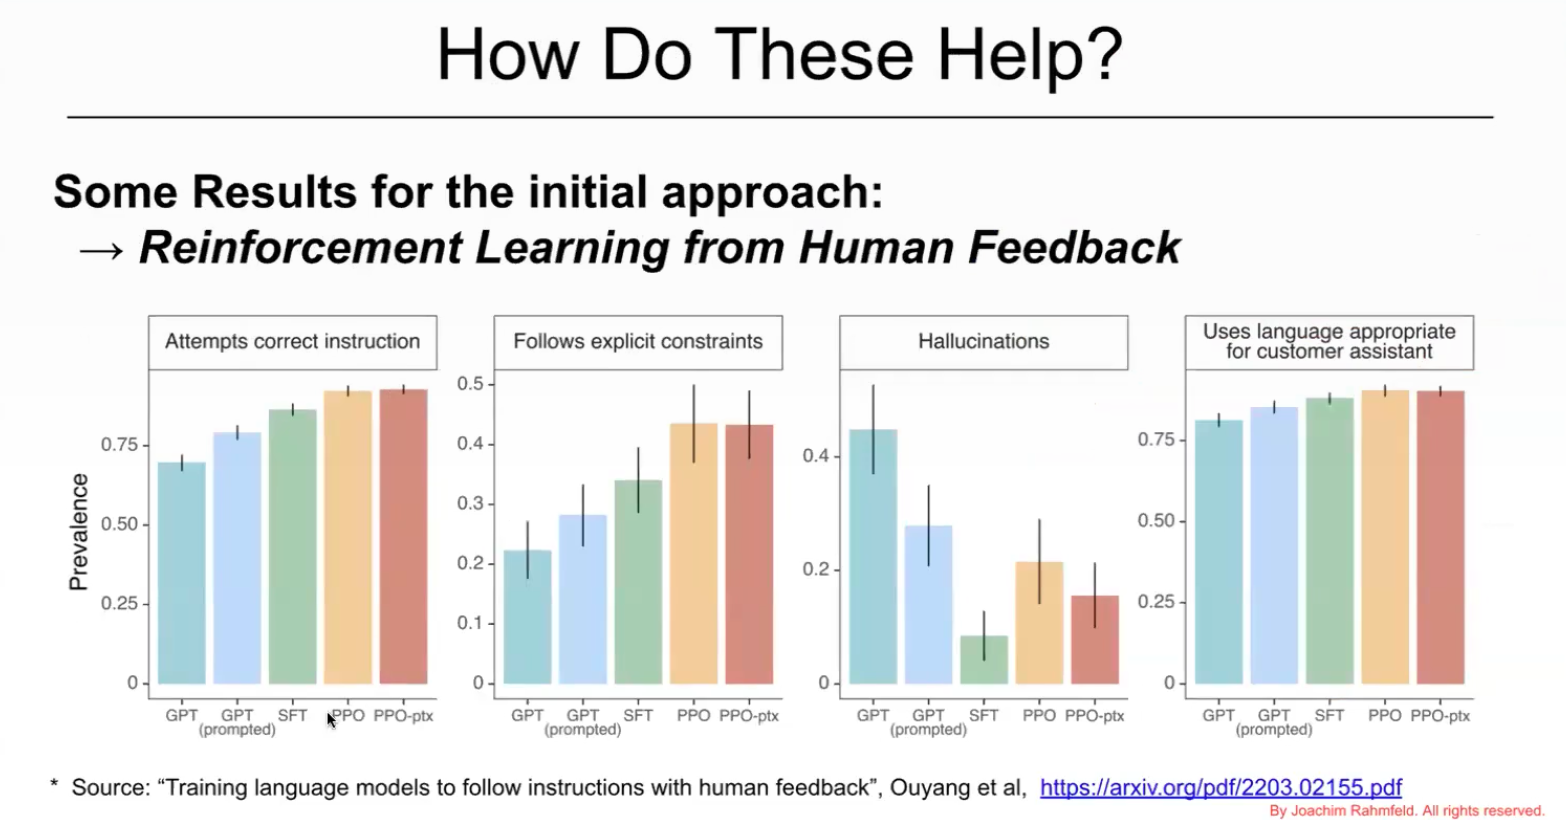 How Do These Help?
Some Results for the initial approach:
→ Reinforcement Learning from Human Feedback
Attempts correct instruction
Prevalence
0.75
0.50
0.25
0
GPT
GPT
(prompted)
SFT
PPO
PPO-ptx
Follows explicit constraints
0.5
0.4
0.3
0.2
0.1
0
GPT
GPT
(prompted)
SFT
PPO
PPO-ptx
Hallucinations
0.4
0.2
0
GPT
GPT
(prompted)
SFT
PPO
PPO-ptx
Uses language appropriate
for customer assistant
0.75
0.50
0.25
0
GPT
GPT
(prompted)
SFT
PPO
PPO-ptx
* Source: “Training language models to follow instructions with human feedback”, Ouyang et al, https://arxiv.org/pdf/2203.02155.pdf
By Joachim Rahmfeld. All rights reserved.